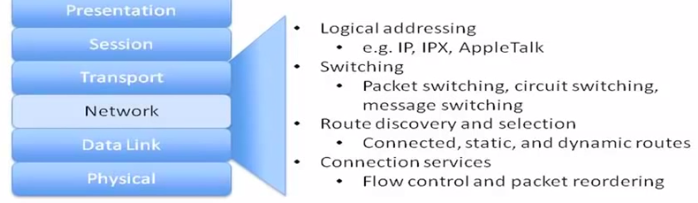 Presentation
Session
Transport
Network
Data Link
Physical
• Logical addressing
• e.g. IP, IPX, AppleTalk
• Switching
• Packet switching, circuit switching,
message switching
• Route discovery and selection
• Connected, static, and dynamic routes
• Connection services
• Flow control and packet reordering